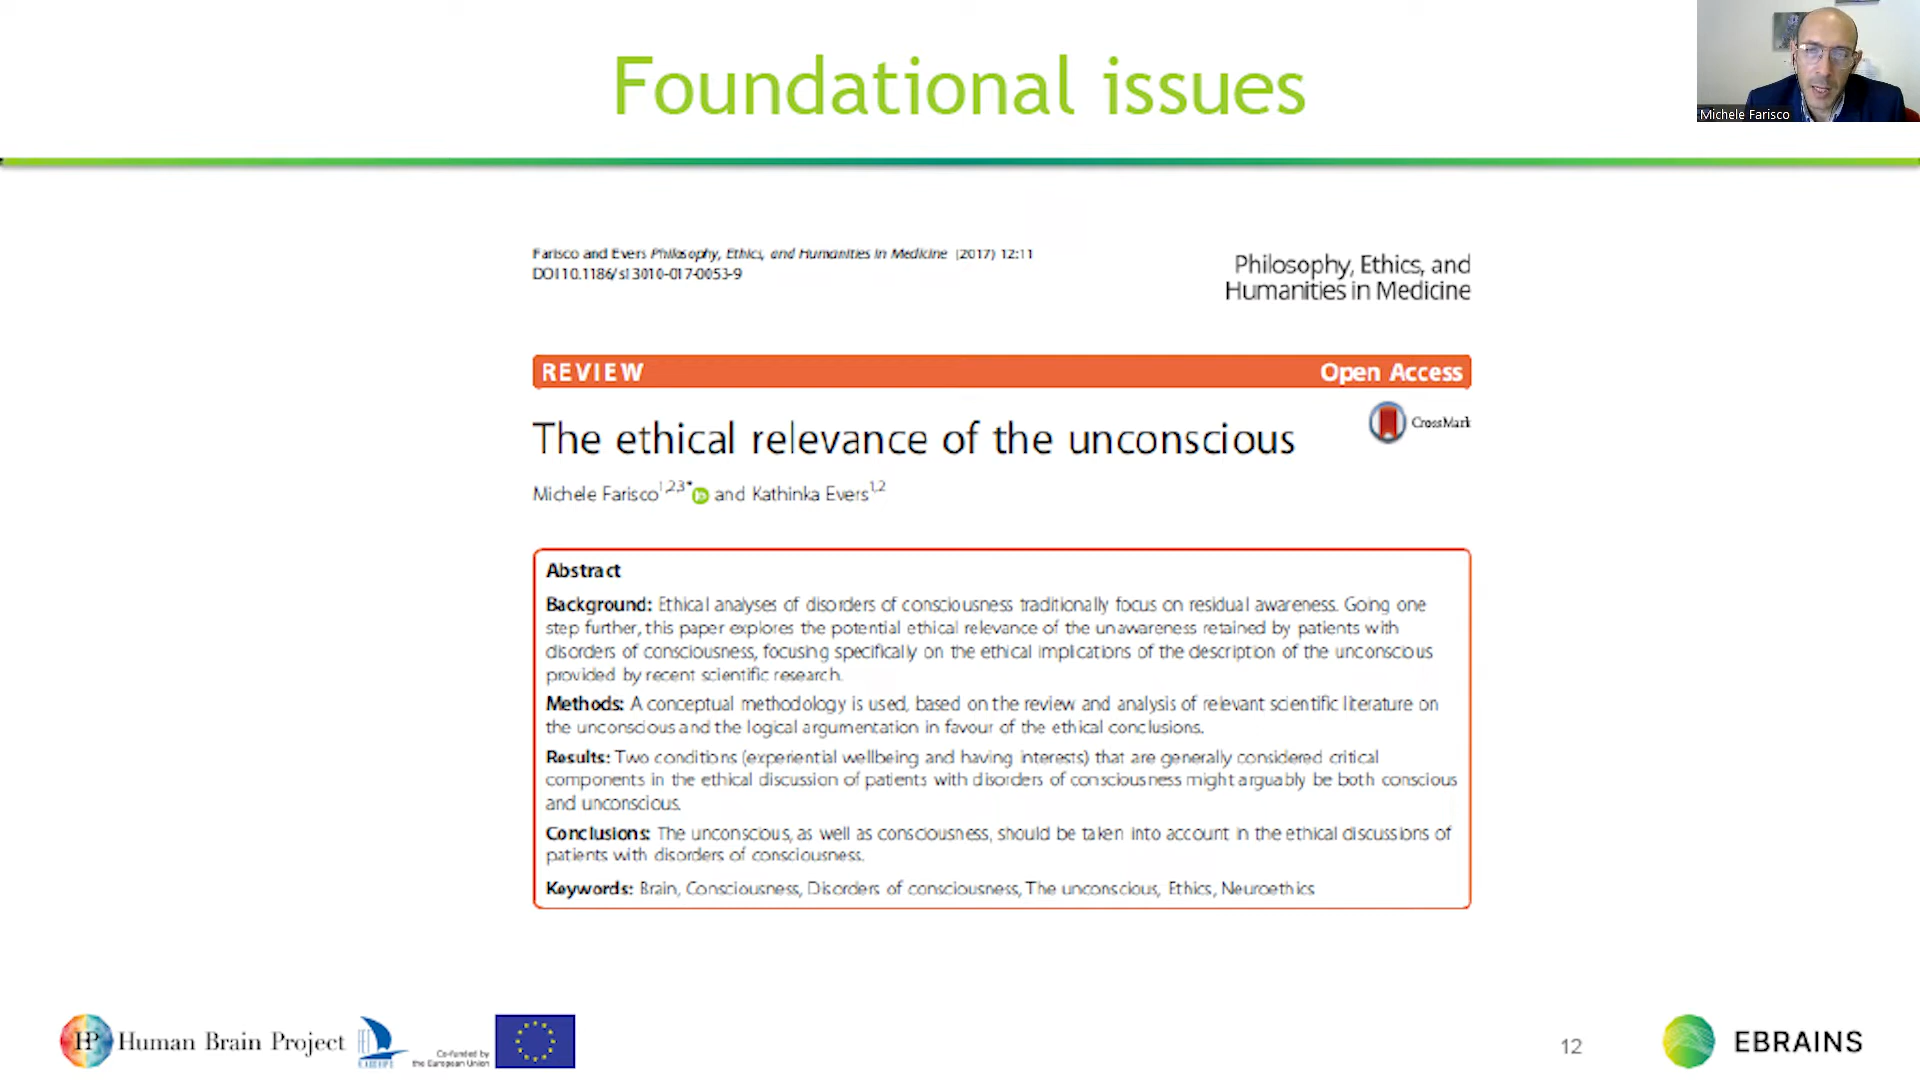 Foundational issues
Michele Farisco
Farisco and Evers Philosophy, Ethics, and Humanities in Medicine (2017) 12:11
DOI 10.1186/s13010-017-0053-9
Philosophy, Ethics, and
Humanities in Medicine
REVIEW
Open Access
CrossMark
The ethical relevance of the unconscious
Michele Farisco1,2,3* iD and Kathinka Evers1,2
Abstract
Background: Ethical analyses of disorders of consciousness traditionally focus on residual awareness. Going one
step further, this paper explores the potential ethical relevance of the unawareness retained by patients with
disorders of consciousness, focusing specifically on the ethical implications of the description of the unconscious
provided by recent scientific research.
Methods: A conceptual methodology is used, based on the review and analysis of relevant scientific literature on
the unconscious and the logical argumentation in favour of the ethical conclusions.
Results: Two conditions (experiential wellbeing and having interests) that are generally considered critical
components in the ethical discussion of patients with disorders of consciousness might arguably be both conscious
and unconscious.
Conclusions: The unconscious, as well as consciousness, should be taken into account in the ethical discussions of
patients with disorders of consciousness.
Keywords: Brain, Consciousness, Disorders of consciousness, The unconscious, Ethics, Neuroethics
HP Human Brain Project
Co-funded by
the European Union
12
EBRAINS